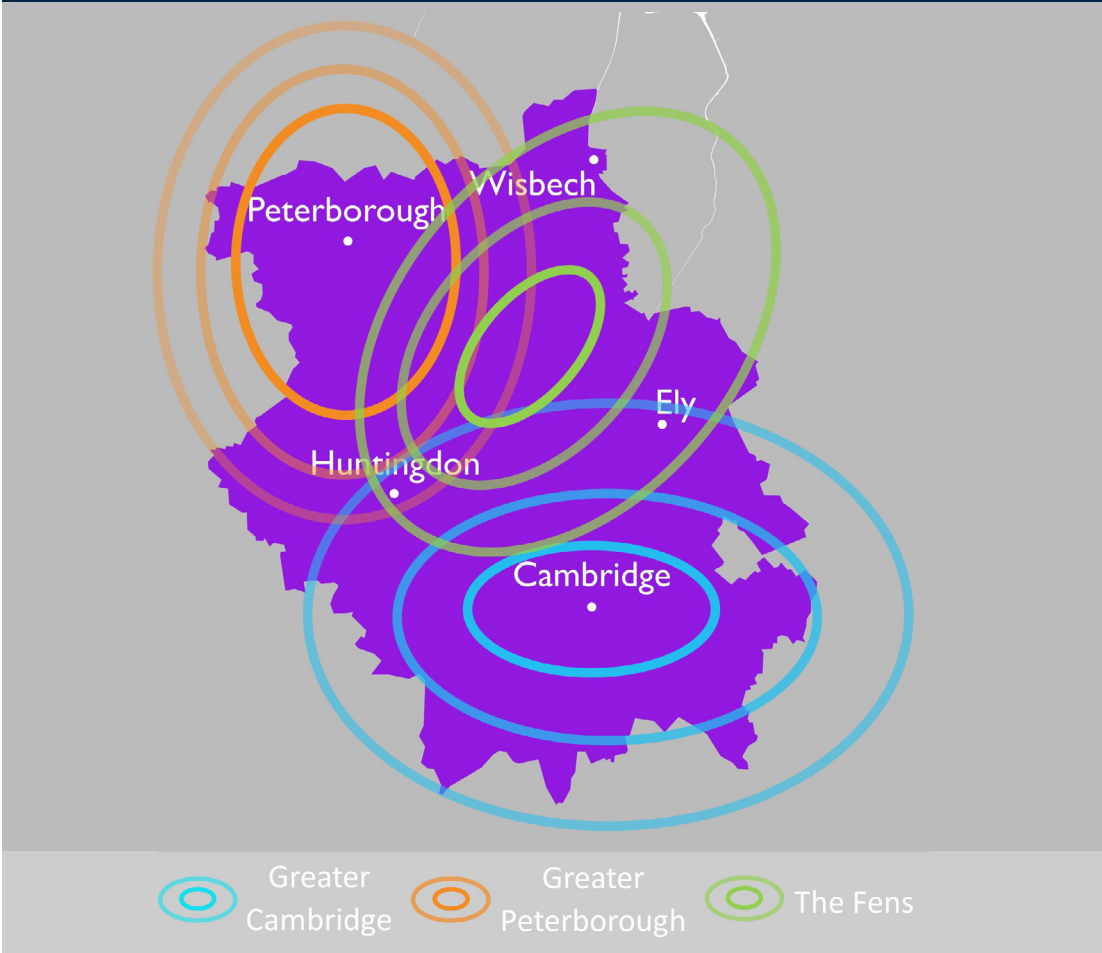 Wisbech
Peterborough
Ely
Huntingdon
Cambridge
Greater
Cambridge
Greater
Peterborough
The Fens